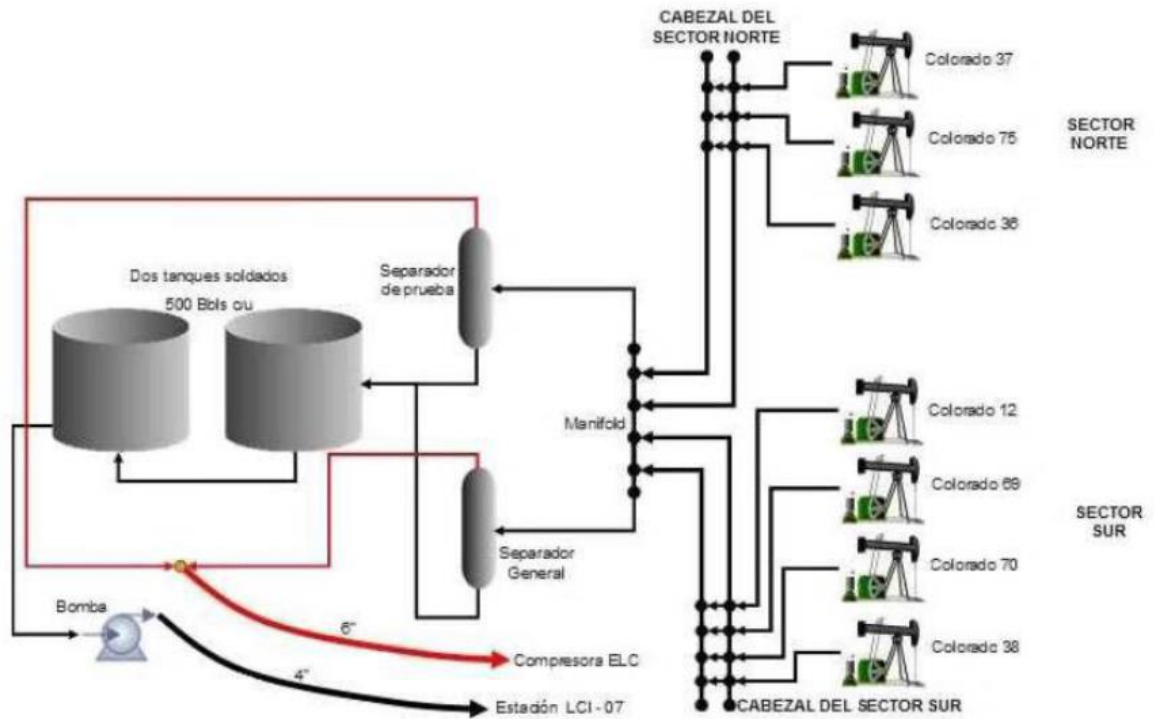 CABEZAL DEL
SECTOR NORTE
Colorado 37
Colorado 75
SECTOR
NORTE
Colorado 36
Dos tanques soldados
500 Bbls c/u
Separador
de prueba
Manifold
Colorado 12
Colorado 69
Colorado 70
Colorado 38
SECTOR
SUR
Separador
General
Bomba
6"
4"
Compresora ELC
Estación LCI - 07
CABEZAL DEL SECTOR SUR